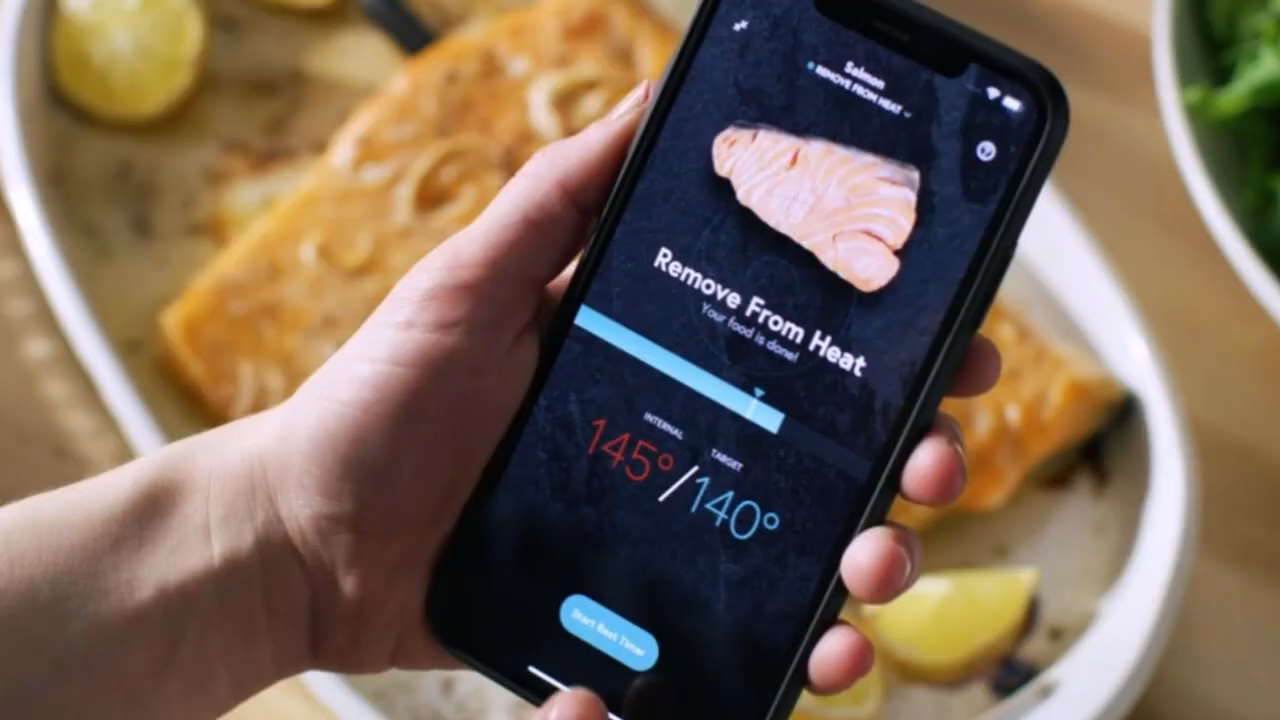 Salmon
REMOVE FROM HEAT
Remove From Heat
Your food is done!
INTERNAL
TARGET
145°/140°
Start Rest Timer